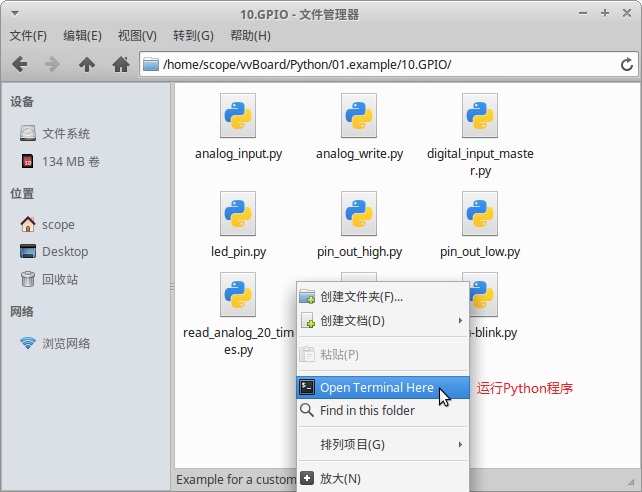 10.GPIO - 文件管理器
文件(F) 编辑(E) 视图(V) 转到(G) 帮助(H)
/home/scope/vvBoard/Python/01.example/10.GPIO/
设备
文件系统
134 MB 卷
位置
scope
Desktop
回收站
网络
浏览网络
analog_input.py
analog_write.py
digital_input_maste
r.py
led_pin.py
pin_out_high.py
pin_out_low.py
read_analog_20_tim
es.py
-blink.py
创建文件夹(F)...
创建文档(D)
粘贴(P)
Open Terminal Here
运行Python程序
Find in this folder
排列项目(G)
放大(N)
Example for a custom